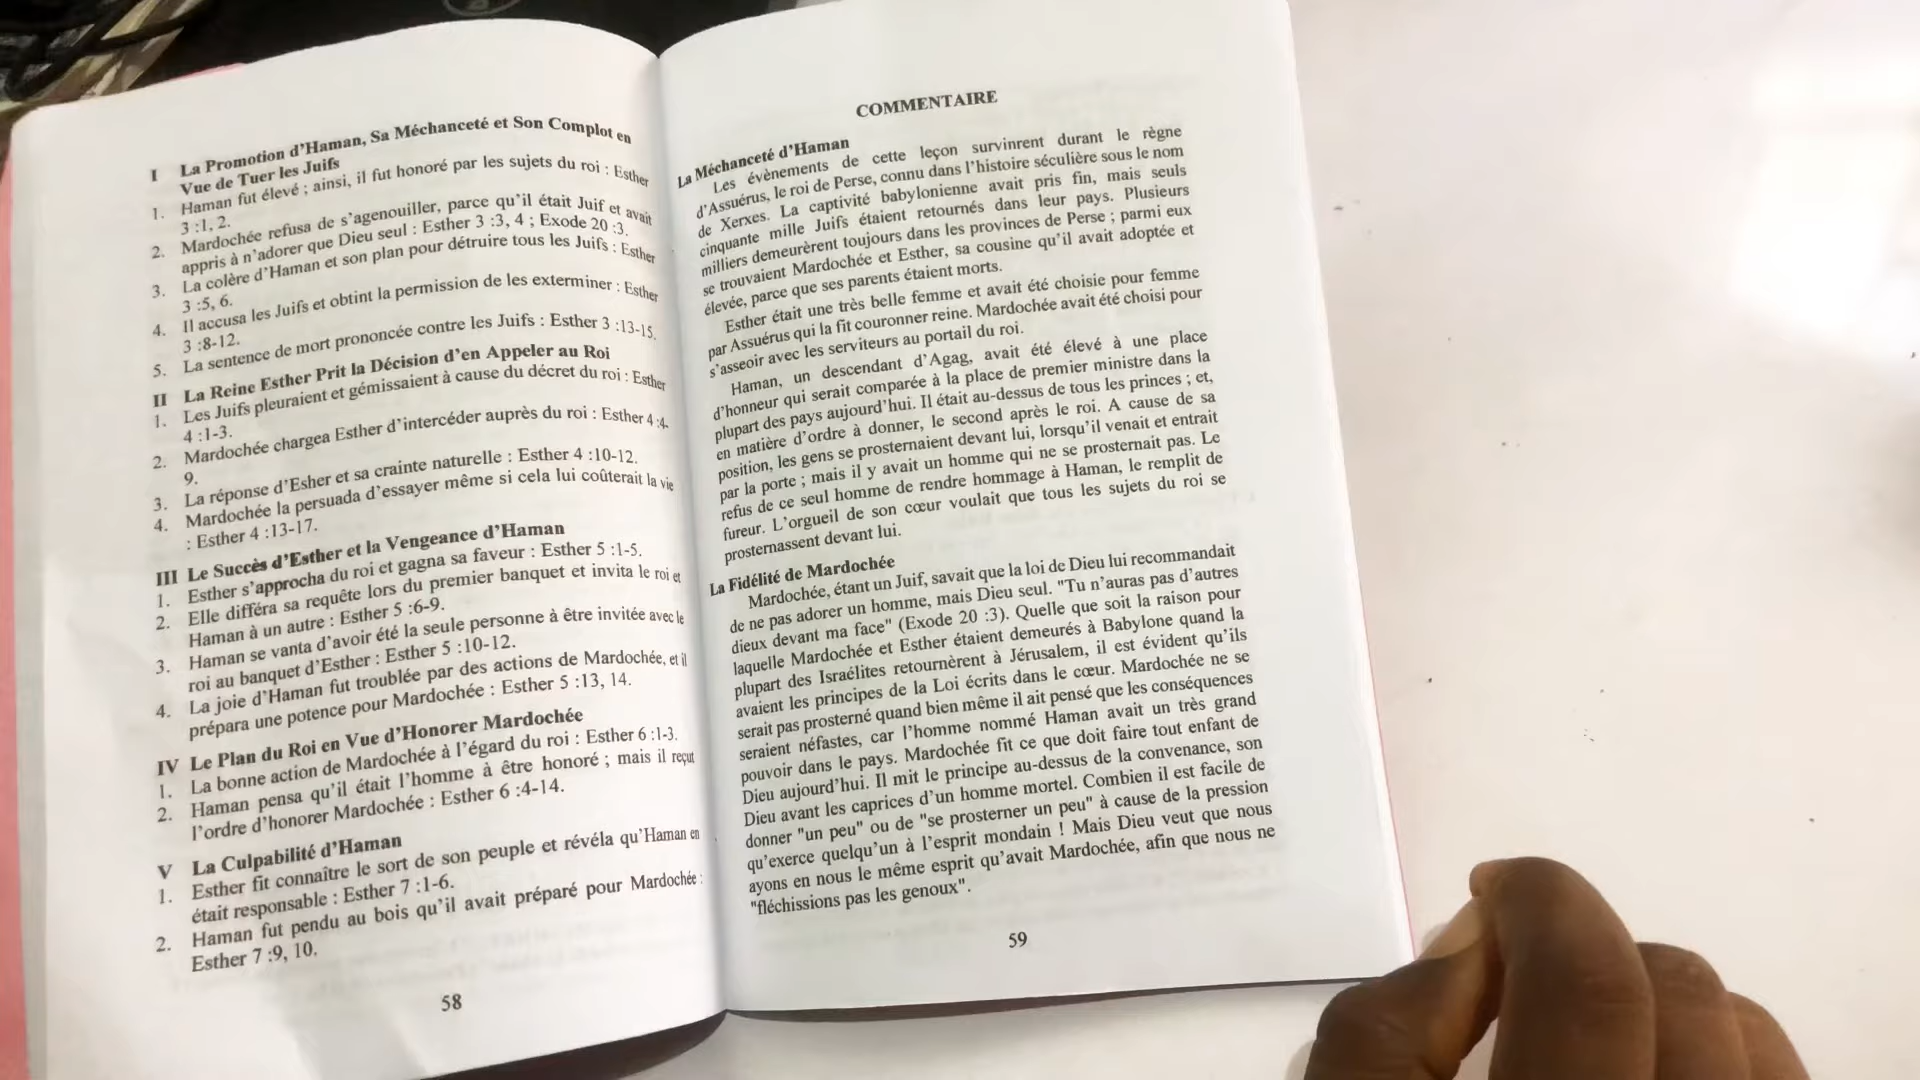 I La Promotion d'Haman, Sa Méchanceté et Son Complot en
Vue de Tuer les Juifs
1. Haman fut élevé ; ainsi, il fut honoré par les sujets du roi : Esther
3 :1, 2.
2. Mardochée refusa de s'agenouiller, parce qu'il était Juif et avait
appris à n'adorer que Dieu seul : Esther 3 :3, 4 ; Exode 20 :3.
3. La colère d'Haman et son plan pour détruire tous les Juifs : Esther
3 :5, 6.
4. Il accusa les Juifs et obtint la permission de les exterminer : Esther
3 :8-12.
5. La sentence de mort prononcée contre les Juifs : Esther 3 :13-15.
II La Reine Esther Prit la Décision d'en Appeler au Roi
1. Les Juifs pleuraient et gémissaient à cause du décret du roi : Esther
4 :1-3.
2. Mardochée chargea Esther d'intercéder auprès du roi : Esther 4 :4-
9.
3. La réponse d'Esher et sa crainte naturelle : Esther 4 :10-12.
4. Mardochée la persuada d'essayer même si cela lui coûterait la vie
: Esther 4 :13-17.
III Le Succès d'Esther et la Vengeance d'Haman
1. Esther s'approcha du roi et gagna sa faveur : Esther 5 :1-5.
2. Elle différa sa requête lors du premier banquet et invita le roi et
Haman à un autre : Esther 5 :6-9.
3. Haman se vanta d'avoir été la seule personne à être invitée avec le
roi au banquet d'Esther : Esther 5 :10-12.
4. La joie d'Haman fut troublée par des actions de Mardochée, et il
prépara une potence pour Mardochée : Esther 5 :13, 14.
IV Le Plan du Roi en Vue d'Honorer Mardochée
1. La bonne action de Mardochée à l'égard du roi : Esther 6 :1-3.
2. Haman pensa qu'il était l'homme à être honoré ; mais il reçut
l'ordre d'honorer Mardochée : Esther 6 :4-14.
V La Culpabilité d'Haman
1. Esther fit connaître le sort de son peuple et révéla qu'Haman en
était responsable : Esther 7 :1-6.
2. Haman fut pendu au bois qu'il avait préparé pour Mardochée :
Esther 7 :9, 10.
58
COMMENTAIRE
La Méchanceté d'Haman
Les évènements de cette leçon survinrent durant le règne
d'Assuérus, le roi de Perse, connu dans l'histoire séculière sous le nom
de Xerxes. La captivité babylonienne avait pris fin, mais seuls
cinquante mille Juifs étaient retournés dans leur pays. Plusieurs
milliers demeurèrent toujours dans les provinces de Perse ; parmi eux
se trouvaient Mardochée et Esther, sa cousine qu'il avait adoptée et
élevée, parce que ses parents étaient morts.
Esther était une très belle femme et avait été choisie pour femme
par Assuérus qui la fit couronner reine. Mardochée avait été choisi pour
s'asseoir avec les serviteurs au portail du roi.
Haman, un descendant d'Agag, avait été élevé à une place
d'honneur qui serait comparée à la place de premier ministre dans la
plupart des pays aujourd'hui. Il était au-dessus de tous les princes ; et,
en matière d'ordre à donner, le second après le roi. A cause de sa
position, les gens se prosternaient devant lui, lorsqu'il venait et entrait
par la porte ; mais il y avait un homme qui ne se prosternait pas. Le
refus de ce seul homme de rendre hommage à Haman, le remplit de
fureur. L'orgueil de son cœur voulait que tous les sujets du roi se
prosternassent devant lui.
La Fidélité de Mardochée
Mardochée, étant un Juif, savait que la loi de Dieu lui recommandait
de ne pas adorer un homme, mais Dieu seul. "Tu n'auras pas d'autres
dieux devant ma face" (Exode 20 :3). Quelle que soit la raison pour
laquelle Mardochée et Esther étaient demeurés à Babylone quand la
plupart des Israélites retournèrent à Jérusalem, il est évident qu'ils
avaient les principes de la Loi écrits dans le cœur. Mardochée ne se
serait pas prosterné quand bien même il ait pensé que les conséquences
seraient néfastes, car l'homme nommé Haman avait un très grand
pouvoir dans le pays. Mardochée fit ce que doit faire tout enfant de
Dieu aujourd'hui. Il mit le principe au-dessus de la convenance, son
Dieu avant les caprices d'un homme mortel. Combien il est facile de
donner "un peu" ou de "se prosterner un peu" à cause de la pression
qu'exerce quelqu'un à l'esprit mondain ! Mais Dieu veut que nous
ayons en nous le même esprit qu'avait Mardochée, afin que nous ne
"fléchissions pas les genoux".
59